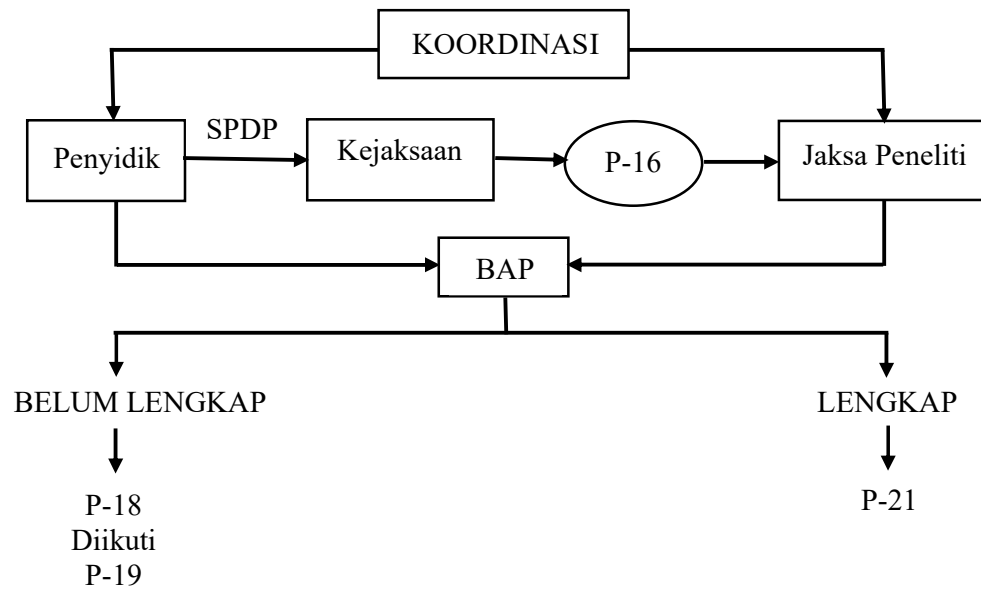 KOORDINASI
SPDP
Penyidik
Kejaksaan
P-16
Jaksa Peneliti
BAP
BELUM LENGKAP
LENGKAP
P-18
Diikuti
P-19
P-21